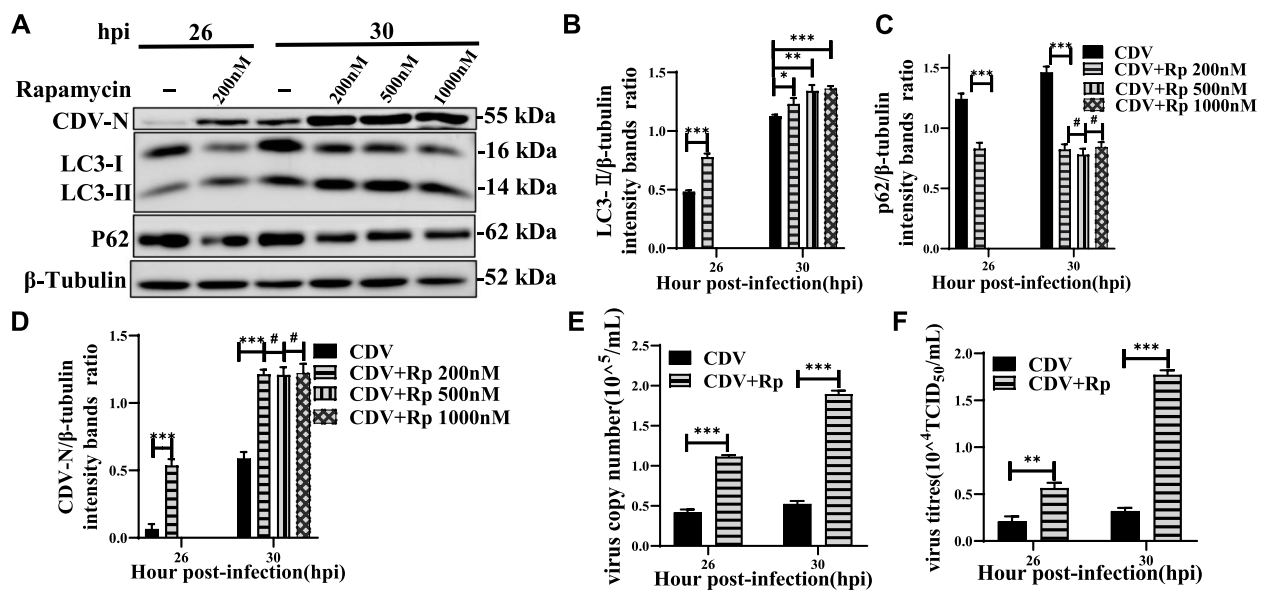 A
hpi 26 30
Rapamycin – 200nM – 200nM 500nM 1000nM
CDV-N -55 kDa
LC3-I -16 kDa
LC3-II -14 kDa
P62 -62 kDa
β-Tubulin -52 kDa
B
LC3-Ⅱ/β-tubulin
intensity bands ratio
1.5
1.0
0.5
0.0
***
*
**
***
26 30
Hour post-infection(hpi)
C
p62/β-tubulin
intensity bands ratio
2.0
1.5
1.0
0.5
0.0
***
***
#
#
CDV
CDV+Rp 200nM
CDV+Rp 500nM
CDV+Rp 1000nM
26 30
Hour post-infection(hpi)
D
CDV-N/β-tubulin
intensity bands ratio
1.5
1.0
0.5
0.0
***
***
#
#
CDV
CDV+Rp 200nM
CDV+Rp 500nM
CDV+Rp 1000nM
26 30
Hour post-infection(hpi)
E
virus copy number(10^5/mL)
2.5
2.0
1.5
1.0
0.5
0.0
CDV
CDV+Rp
***
***
26 30
Hour post-infection(hpi)
F
virus titres(10^4TCID50/mL)
2.0
1.5
1.0
0.5
0.0
CDV
CDV+Rp
**
***
26 30
Hour post-infection(hpi)